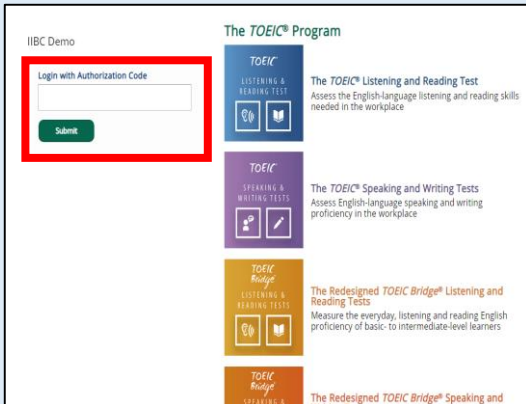 IIBC Demo
Login with Authorization Code
Submit
The TOEIC® Program
TOEIC
LISTENING &
READING TEST
The TOEIC® Listening and Reading Test
Assess the English-language listening and reading skills
needed in the workplace
TOEIC
SPEAKING &
WRITING TESTS
The TOEIC® Speaking and Writing Tests
Assess English-language speaking and writing
proficiency in the workplace
TOEIC
Bridge
LISTENING &
READING TESTS
The Redesigned TOEIC Bridge® Listening and
Reading Tests
Measure the everyday, listening and reading English
proficiency of basic- to intermediate-level learners
TOEIC
Bridge
SPEAKING &
The Redesigned TOEIC Bridge® Speaking and